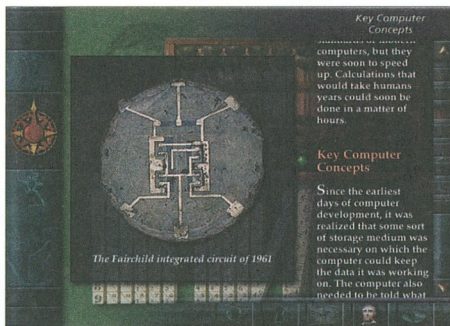 Key Computer
Concepts
standards of modern
computers, but they
were soon to speed
up. Calculations that
would take humans
years could soon be
done in a matter of
hours.
Key Computer
Concepts
Since the earliest
days of computer
development, it was
realized that some sort
of storage medium was
necessary on which the
computer could keep
the data it was working
on. The computer also
needed to be told what
The Fairchild integrated circuit of 1961